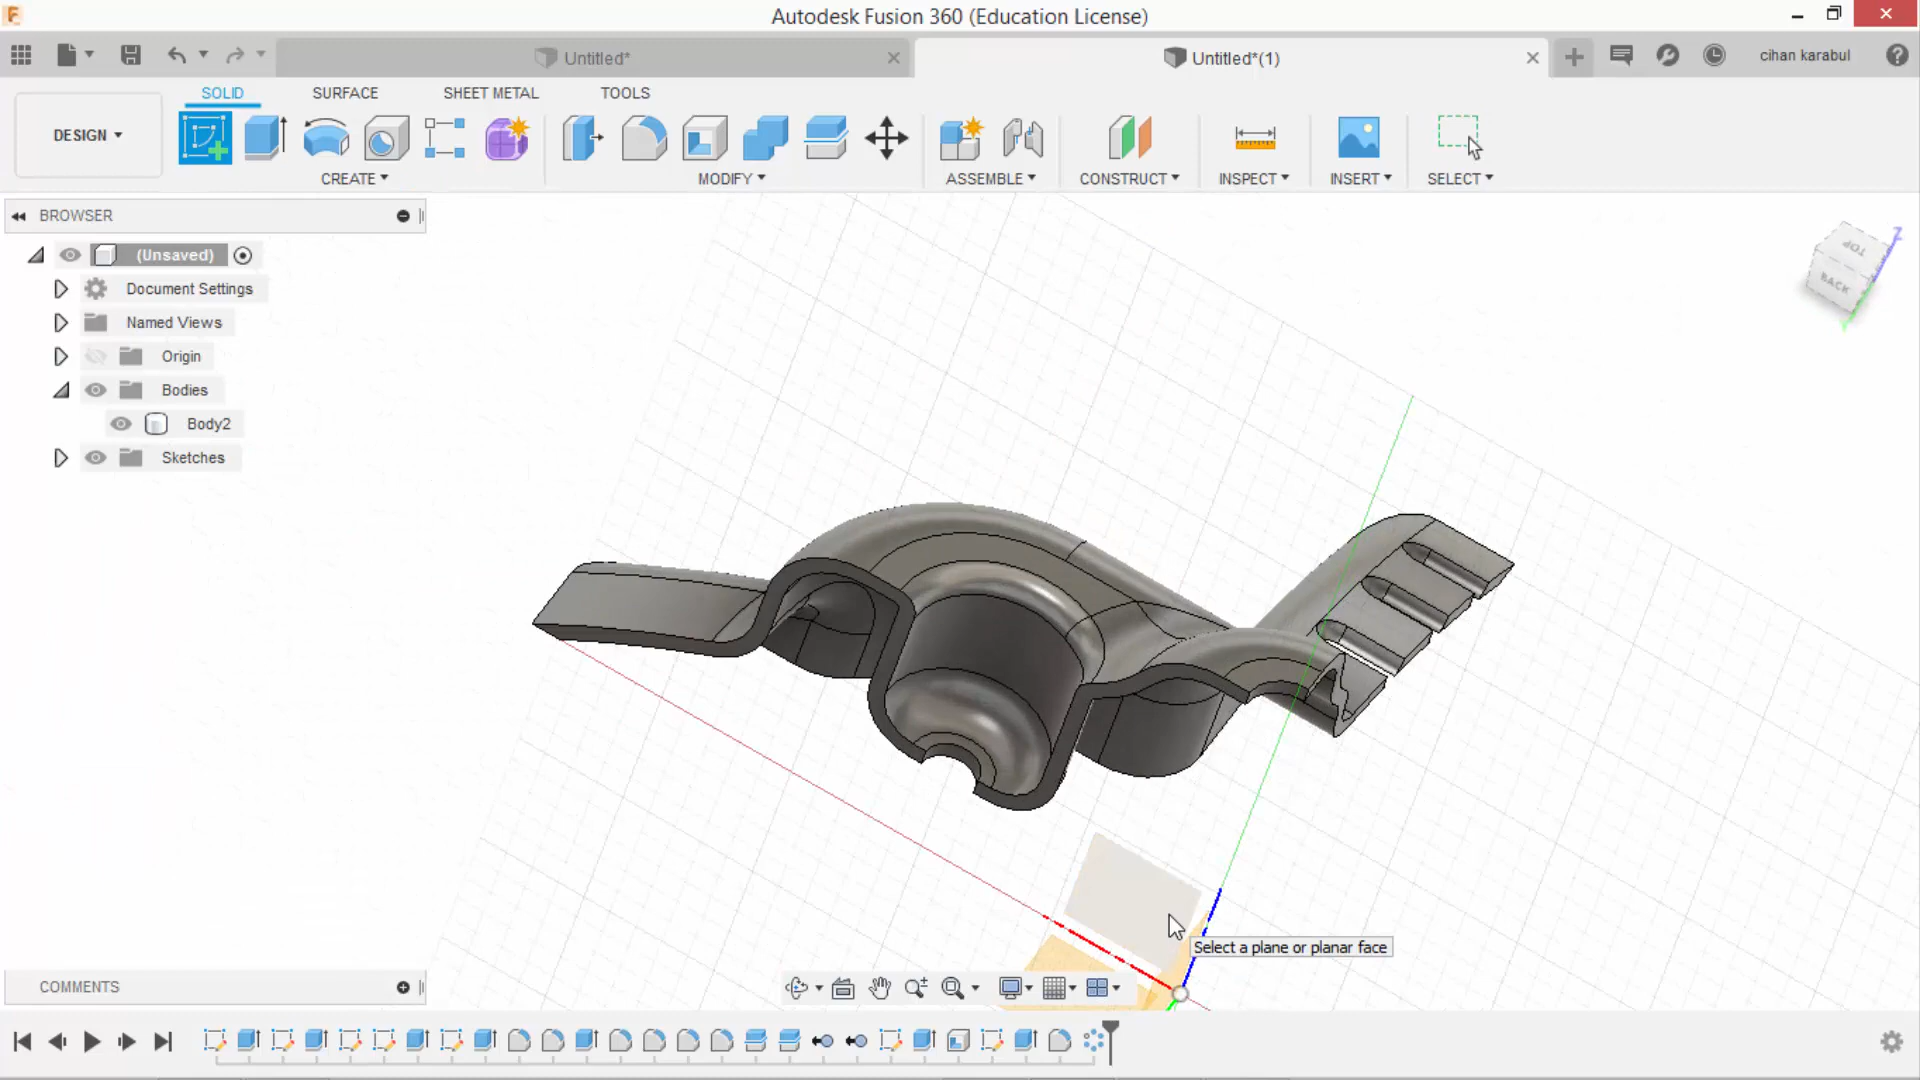 Autodesk Fusion 360 (Education License)
Untitled*
Untitled*(1)
cihan karabul
SOLID
SURFACE
SHEET METAL
TOOLS
DESIGN
CREATE
MODIFY
ASSEMBLE
CONSTRUCT
INSPECT
INSERT
SELECT
BROWSER
(Unsaved)
Document Settings
Named Views
Origin
Bodies
Body2
Sketches
TOP
BACK
Z
Y
Select a plane or planar face
COMMENTS